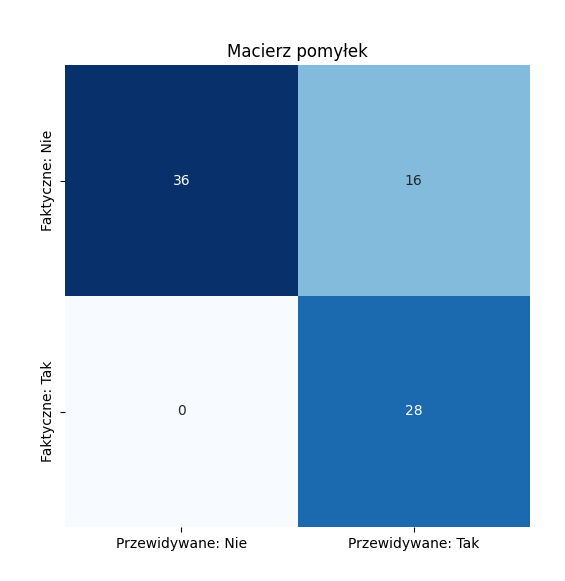 Macierz pomyłek
Faktyczne: Nie
36
16
Faktyczne: Tak
0
28
Przewidywane: Nie
Przewidywane: Tak